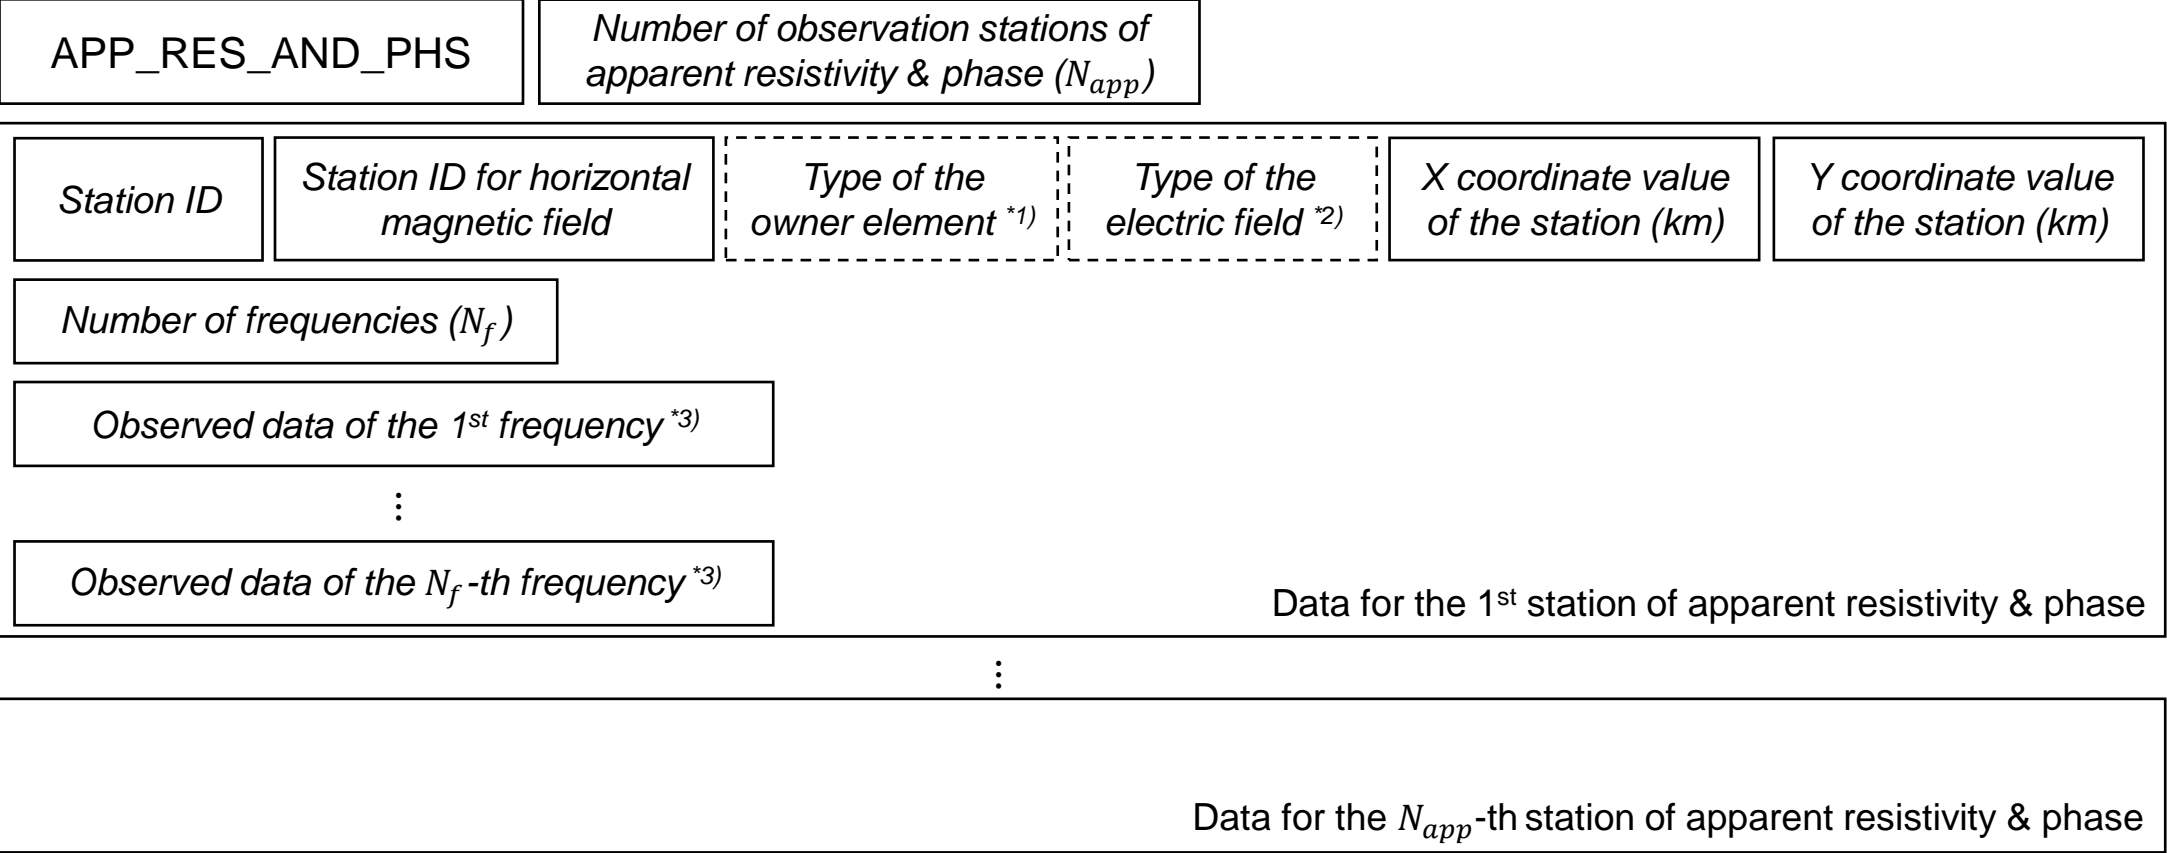 APP_RES_AND_PHS
Number of observation stations of
apparent resistivity & phase (N_app)
Station ID
Station ID for horizontal
magnetic field
Type of the
owner element *1)
Type of the
electric field *2)
X coordinate value
of the station (km)
Y coordinate value
of the station (km)
Number of frequencies (N_f)
Observed data of the 1st frequency *3)
⋮
Observed data of the N_f-th frequency *3)
Data for the 1st station of apparent resistivity & phase
⋮
Data for the N_app-th station of apparent resistivity & phase